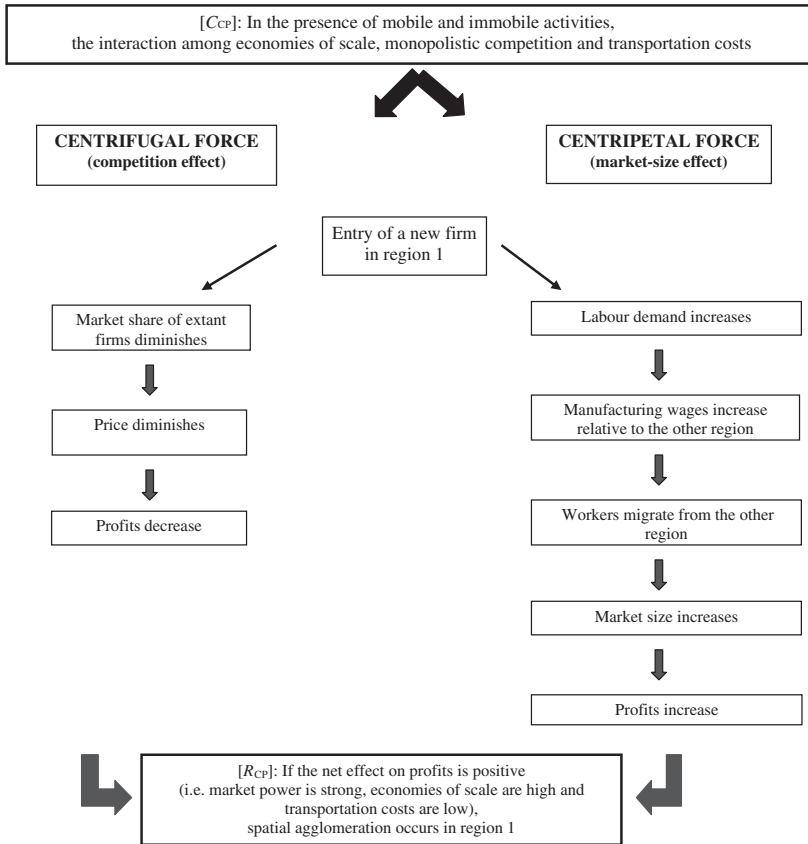 [CCP]: In the presence of mobile and immobile activities,
the interaction among economies of scale, monopolistic competition and transportation costs
CENTRIFUGAL FORCE
(competition effect)
CENTRIPETAL FORCE
(market-size effect)
Entry of a new firm
in region 1
Market share of extant
firms diminishes
Price diminishes
Profits decrease
Labour demand increases
Manufacturing wages increase
relative to the other region
Workers migrate from the other
region
Market size increases
Profits increase
[RCP]: If the net effect on profits is positive
(i.e. market power is strong, economies of scale are high and
transportation costs are low),
spatial agglomeration occurs in region 1